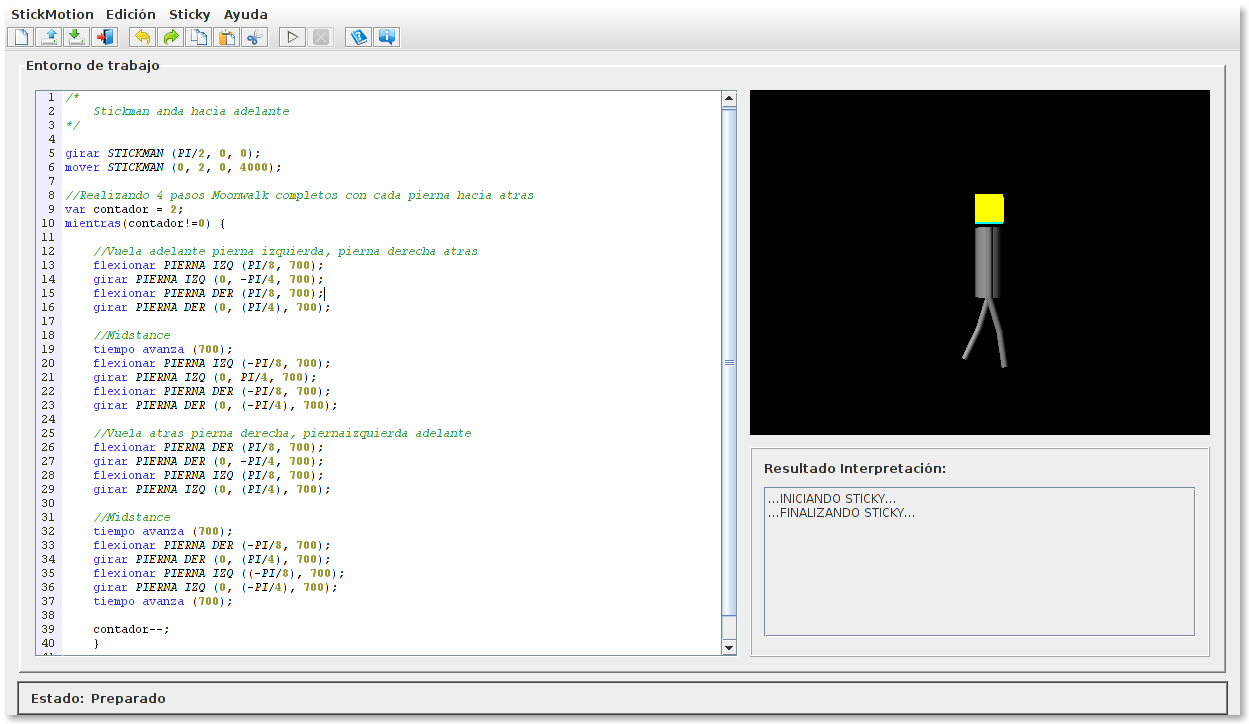 StickMotion Edición Sticky Ayuda
Entorno de trabajo
1 /*
2 Stickman anda hacia adelante
3 */
4
5 girar STICKMAN (PI/2, 0, 0);
6 mover STICKMAN (0, 2, 0, 4000);
7
8 //Realizando 4 pasos Moonwalk completos con cada pierna hacia atras
9 var contador = 2;
10 mientras(contador!=0) {
11
12 //Vuela adelante pierna izquierda, pierna derecha atras
13 flexionar PIERNA IZQ (PI/8, 700);
14 girar PIERNA IZQ (0, -PI/4, 700);
15 flexionar PIERNA DER (PI/8, 700);
16 girar PIERNA DER (0, (PI/4), 700);
17
18 //Midstance
19 tiempo avanza (700);
20 flexionar PIERNA IZQ (-PI/8, 700);
21 girar PIERNA IZQ (0, PI/4, 700);
22 flexionar PIERNA DER (-PI/8, 700);
23 girar PIERNA DER (0, (-PI/4), 700);
24
25 //Vuela atras pierna derecha, piernaizquierda adelante
26 flexionar PIERNA DER (PI/8, 700);
27 girar PIERNA DER (0, -PI/4, 700);
28 flexionar PIERNA IZQ (PI/8, 700);
29 girar PIERNA IZQ (0, (PI/4), 700);
30
31 //Midstance
32 tiempo avanza (700);
33 flexionar PIERNA DER (-PI/8, 700);
34 girar PIERNA DER (0, (PI/4), 700);
35 flexionar PIERNA IZQ ((-PI/8), 700);
36 girar PIERNA IZQ (0, (-PI/4), 700);
37 tiempo avanza (700);
38
39 contador--;
40 }
Resultado Interpretación:
...INICIANDO STICKY...
...FINALIZANDO STICKY...
Estado: Preparado